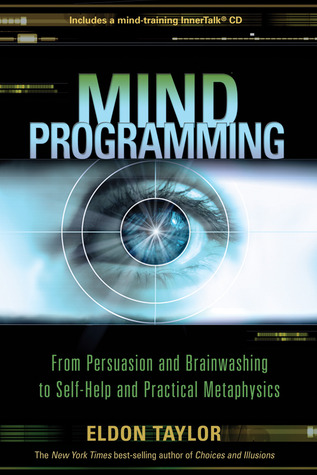 Includes a mind-training InnerTalk® CD
MIND
PROGRAMMING
From Persuasion and Brainwashing
to Self-Help and Practical Metaphysics
ELDON TAYLOR
The New York Times best-selling author of Choices and Illusions